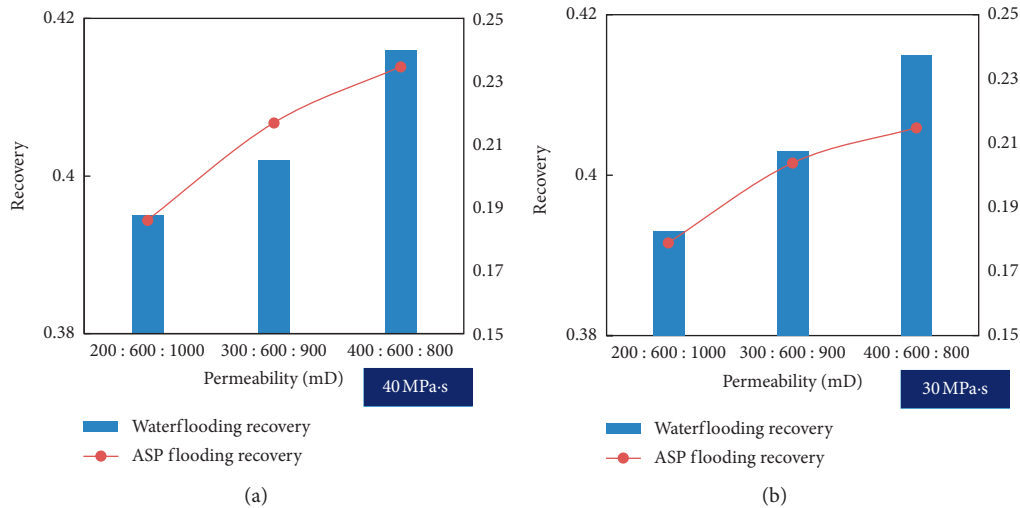 0.42
0.4
0.38
Recovery
0.25
0.23
0.21
0.19
0.17
0.15
200 : 600 : 1000
300 : 600 : 900
400 : 600 : 800
Permeability (mD)
40 MPa·s
Waterflooding recovery
ASP flooding recovery
(a)
0.42
0.4
0.38
Recovery
0.25
0.23
0.21
0.19
0.17
0.15
200 : 600 : 1000
300 : 600 : 900
400 : 600 : 800
Permeability (mD)
30 MPa·s
Waterflooding recovery
ASP flooding recovery
(b)